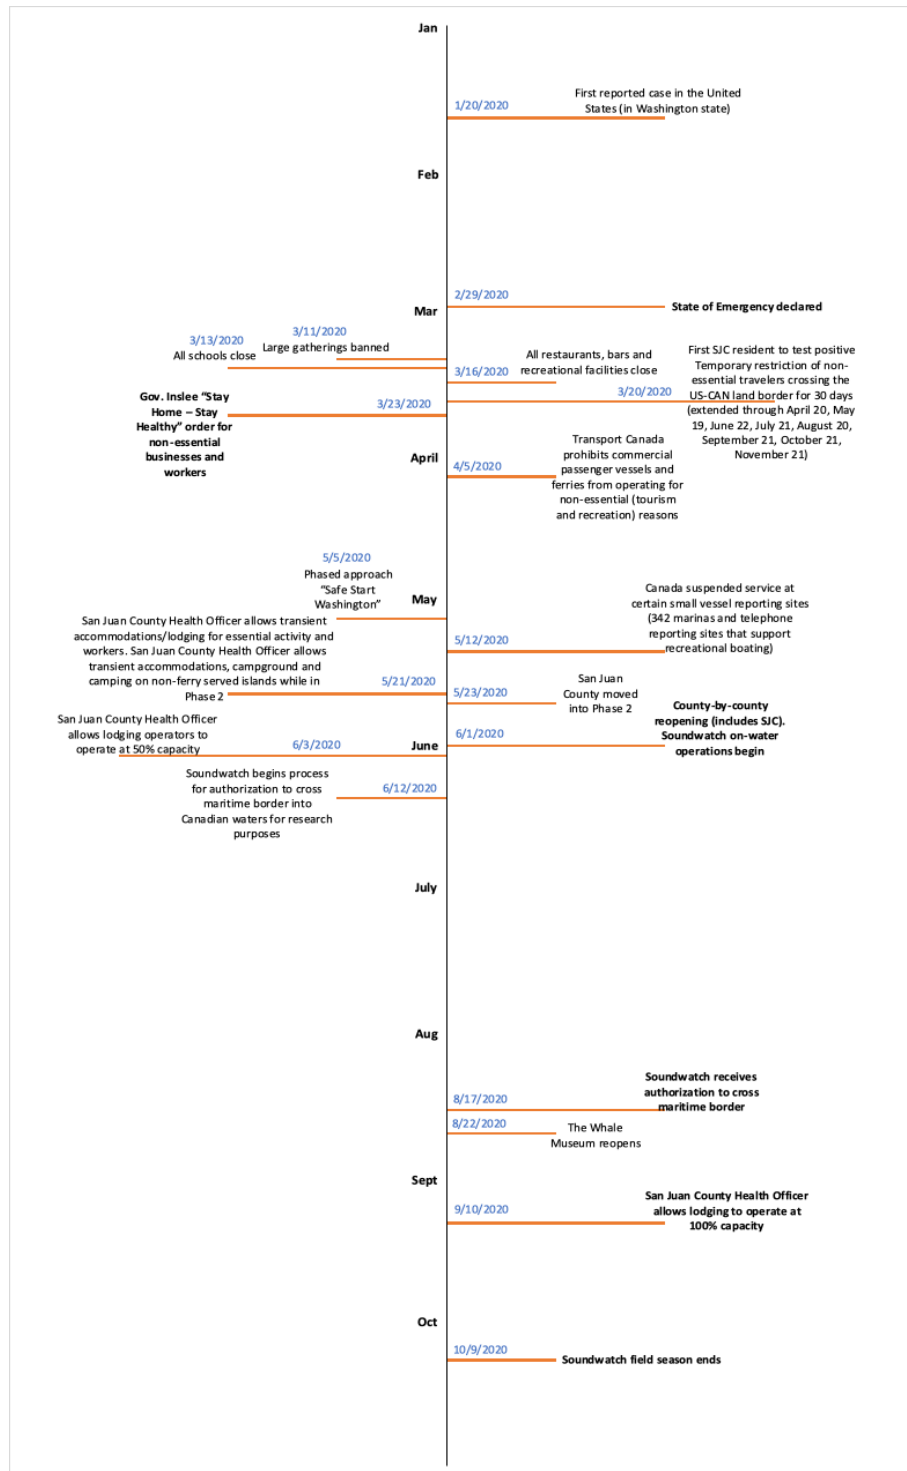 Jan
1/20/2020
First reported case in the United
States (in Washington state)
Feb
2/29/2020
State of Emergency declared
Mar
3/11/2020
Large gatherings banned
3/13/2020
All schools close
3/16/2020
All restaurants, bars and
recreational facilities close
3/20/2020
First SJC resident to test positive
Temporary restriction of non-
essential travelers crossing the
US-CAN land border for 30 days
(extended through April 20, May
19, June 22, July 21, August 20,
September 21, October 21,
November 21)
3/23/2020
Gov. Inslee “Stay
Home – Stay
Healthy” order for
non-essential
businesses and
workers
April
4/5/2020
Transport Canada
prohibits commercial
passenger vessels and
ferries from operating for
non-essential (tourism
and recreation) reasons
5/5/2020
Phased approach
“Safe Start
Washington”
May
5/12/2020
Canada suspended service at
certain small vessel reporting sites
(342 marinas and telephone
reporting sites that support
recreational boating)
San Juan County Health Officer allows transient
accommodations/lodging for essential activity and
workers. San Juan County Health Officer allows
transient accommodations, campground and
camping on non-ferry served islands while in
Phase 2
5/21/2020
5/23/2020
San Juan
County moved
into Phase 2
6/1/2020
County-by-county
reopening (includes SJC).
Soundwatch on-water
operations begin
June
San Juan County Health Officer
allows lodging operators to
operate at 50% capacity
6/3/2020
Soundwatch begins process
for authorization to cross
maritime border into
Canadian waters for research
purposes
6/12/2020
July
Aug
8/17/2020
Soundwatch receives
authorization to cross
maritime border
8/22/2020
The Whale
Museum reopens
Sept
9/10/2020
San Juan County Health Officer
allows lodging to operate at
100% capacity
Oct
10/9/2020
Soundwatch field season ends